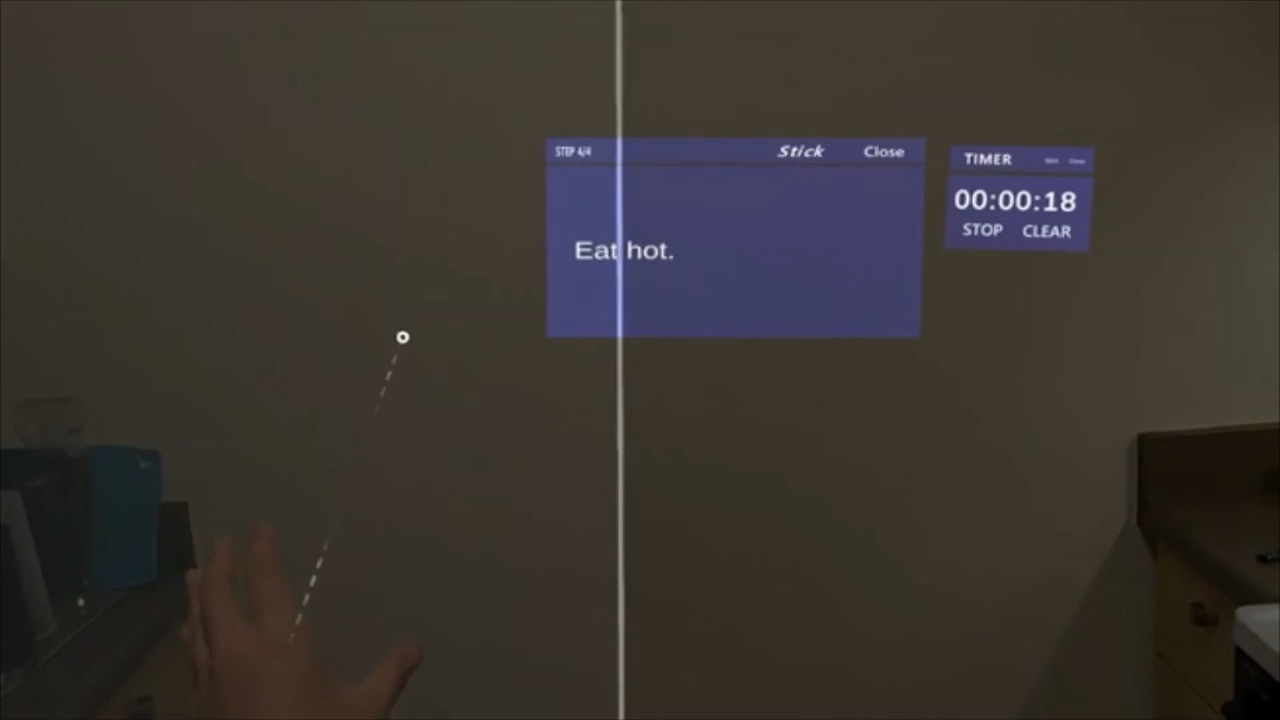 STEP 4/4 Stick Close
Eat hot.
TIMER
00:00:18
STOP CLEAR